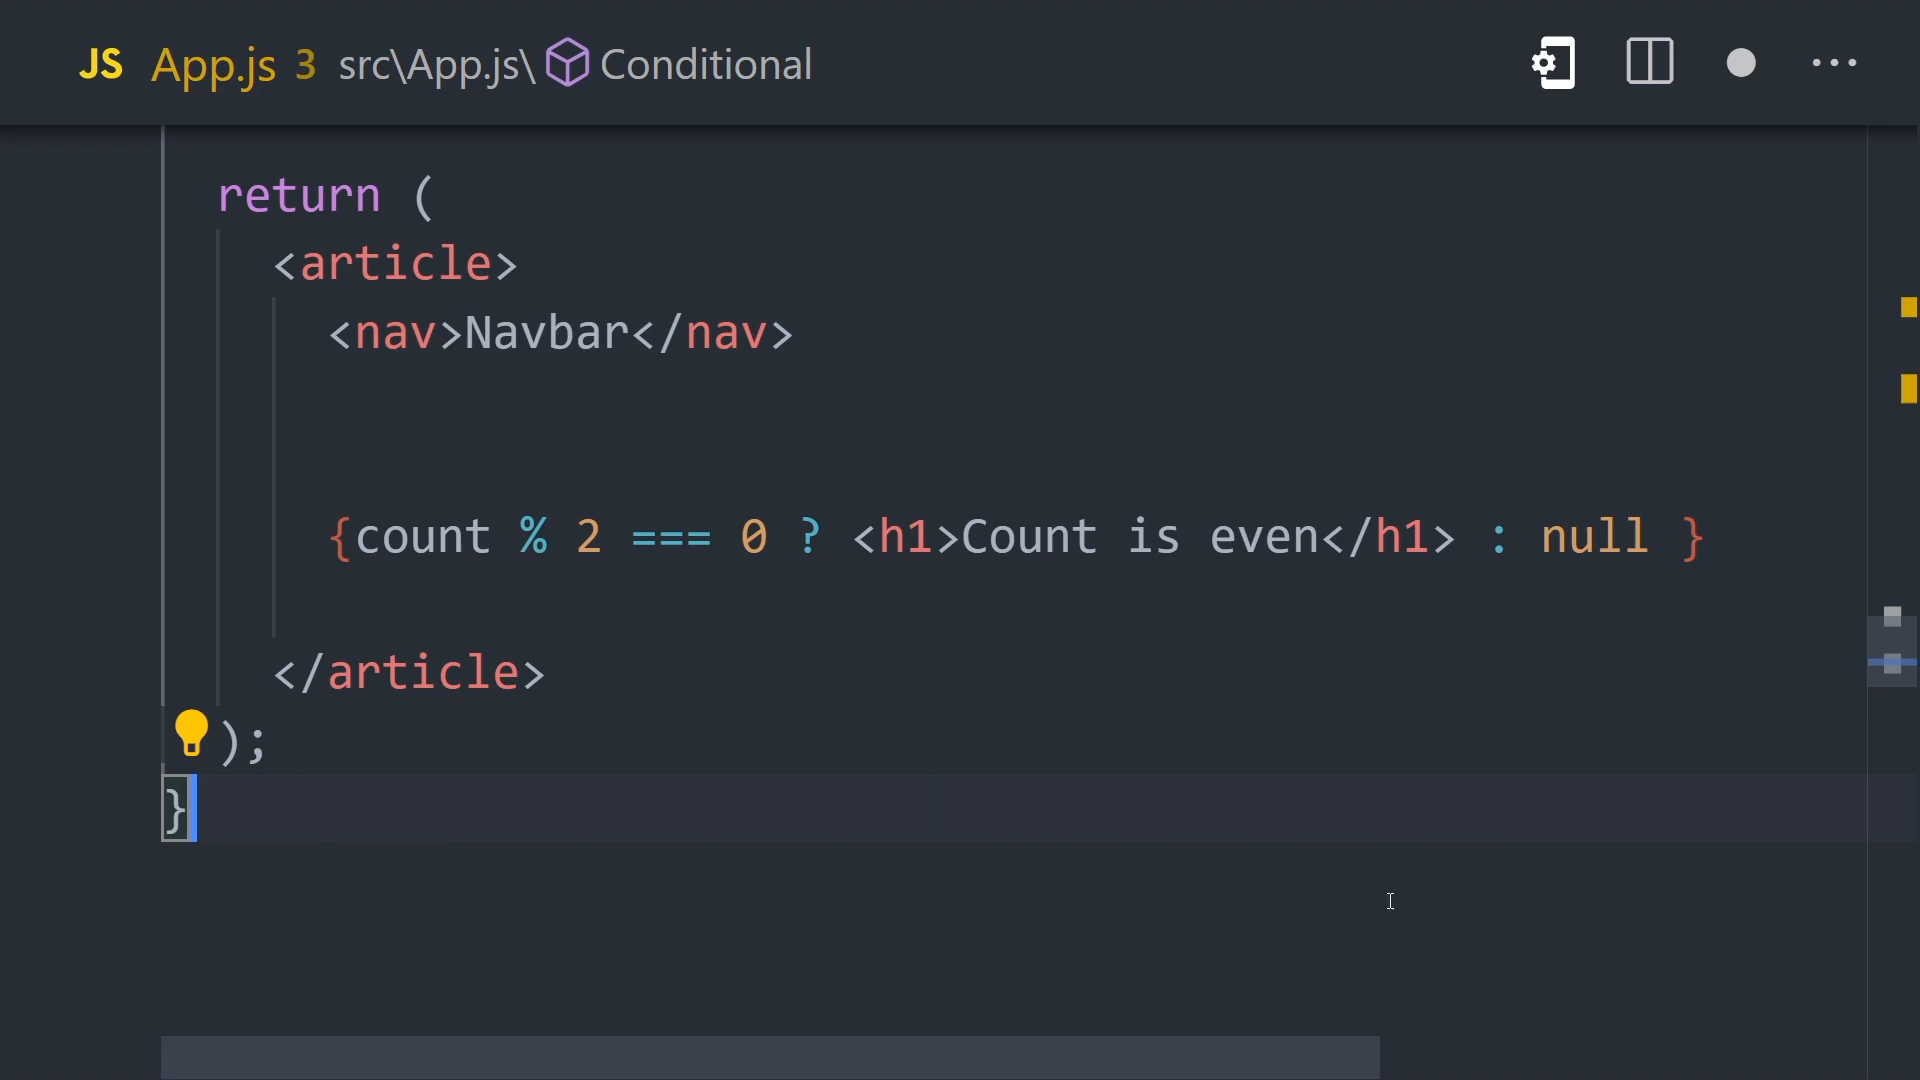 JS App.js 3 src\App.js\ Conditional
return (
<article>
<nav>Navbar</nav>
{count % 2 === 0 ? <h1>Count is even</h1> : null }
</article>
);
}